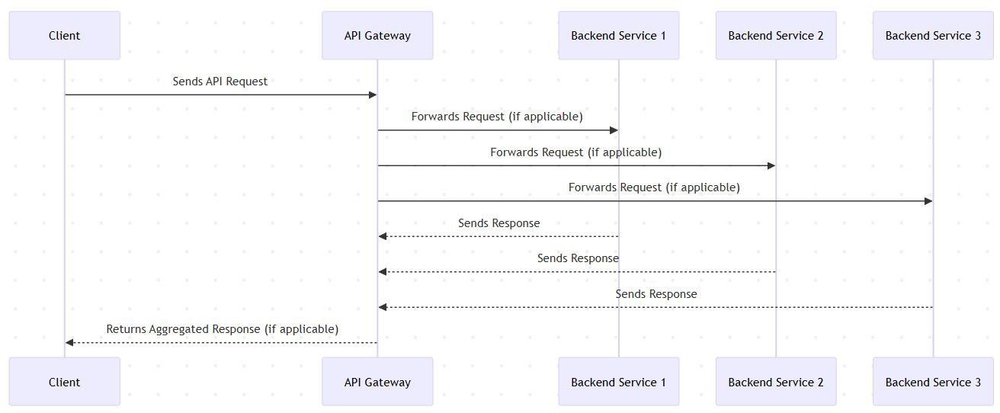 Client
API Gateway
Backend Service 1
Backend Service 2
Backend Service 3
Sends API Request
Forwards Request (if applicable)
Forwards Request (if applicable)
Forwards Request (if applicable)
Sends Response
Sends Response
Sends Response
Returns Aggregated Response (if applicable)
Client
API Gateway
Backend Service 1
Backend Service 2
Backend Service 3